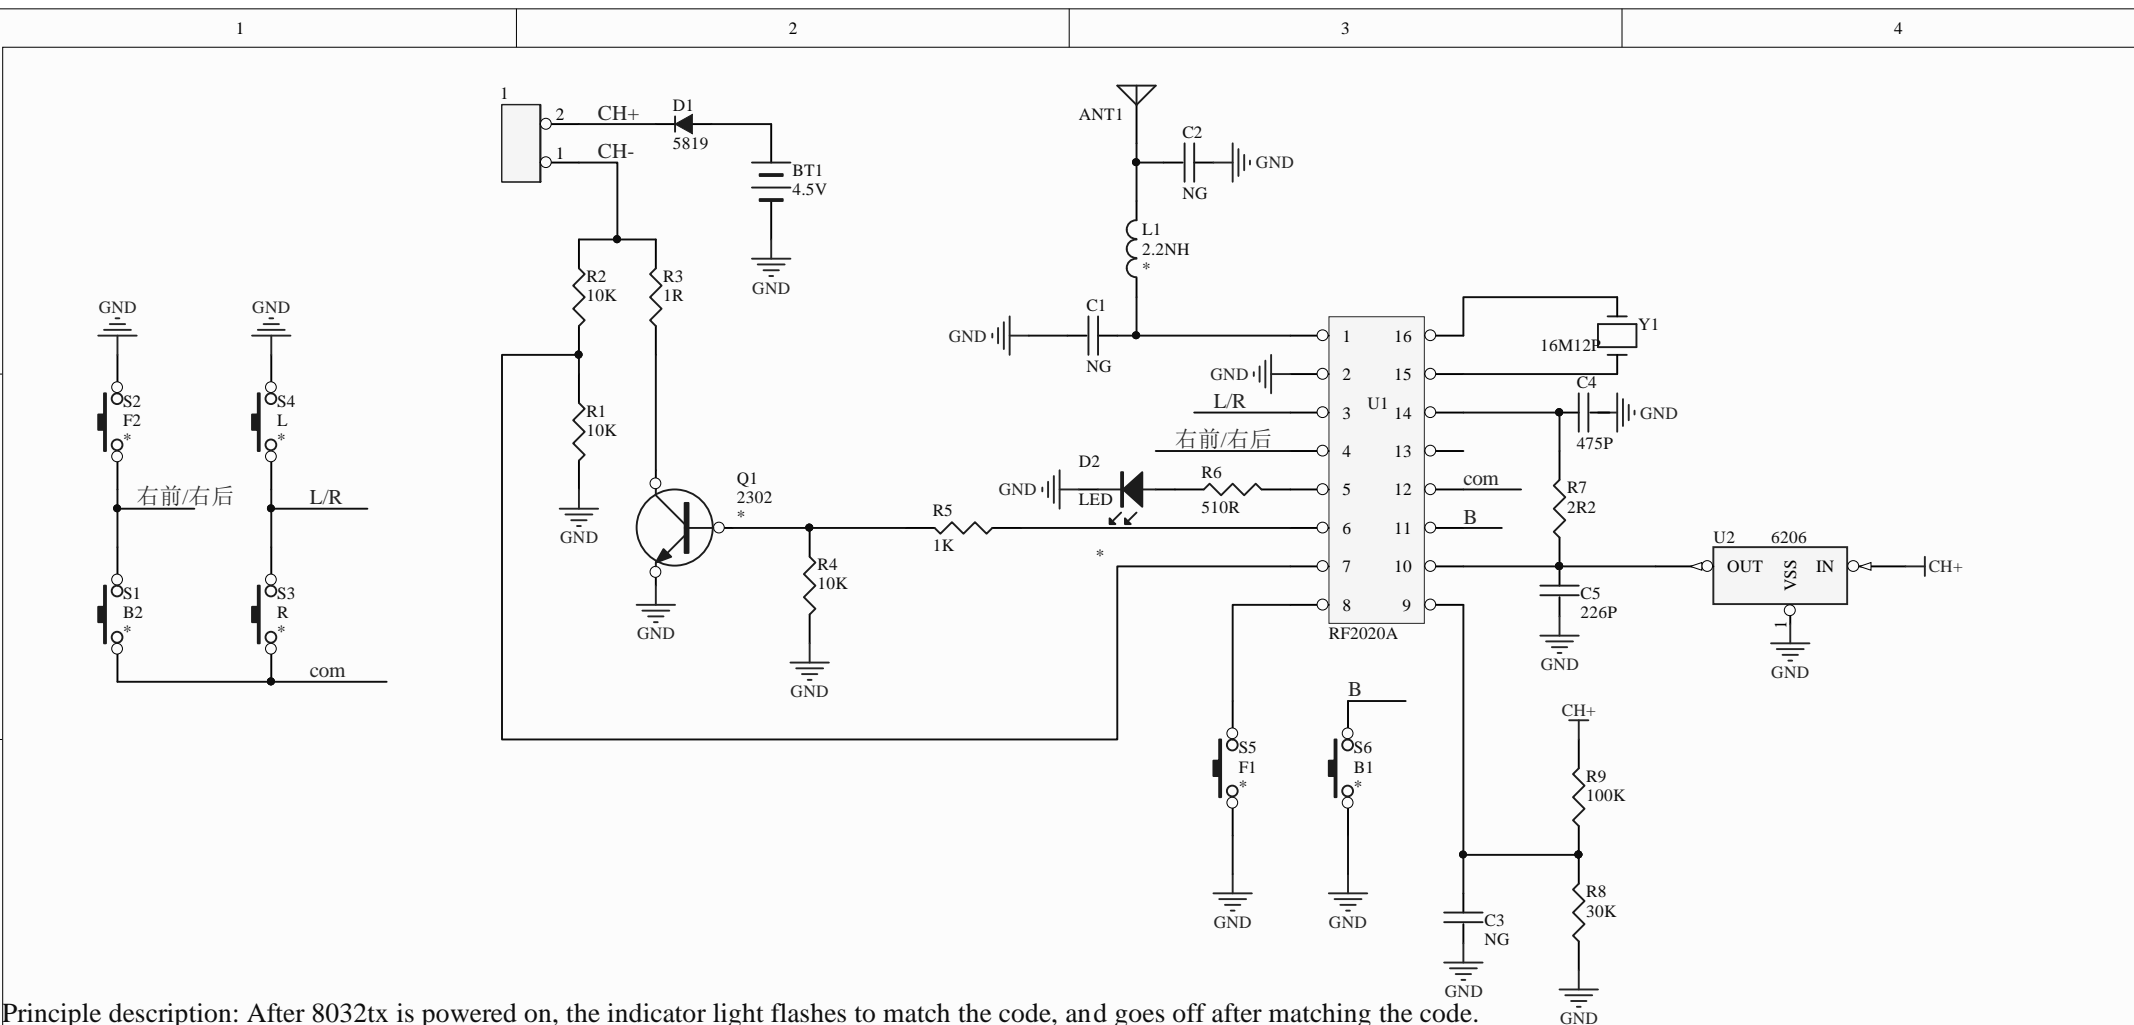 1
2
3
4
1
2
CH+
1
CH-
D1
5819
BT1
4.5V
GND
R2
10K
R3
1R
R1
10K
GND
Q1
2302
*
GND
R5
1K
R4
10K
GND
GND
GND
S2
F2
*
S4
L
*
右前/右后
L/R
S1
B2
*
S3
R
*
com
ANT1
C2
NG
GND
L1
2.2NH
*
C1
NG
GND
GND
L/R
右前/右后
D2
LED
GND
*
R6
510R
1
2
3
4
5
6
7
8
16
15
14
13
12
11
10
9
U1
RF2020A
Y1
16M12P
C4
475P
GND
com
B
R7
2R2
C5
226P
GND
U2
6206
OUT
VSS
IN
1
CH+
GND
S5
F1
*
GND
B
S6
B1
*
GND
CH+
R9
100K
R8
30K
GND
C3
NG
GND
Principle description: After 8032tx is powered on, the indicator light flashes to match the code, and goes off after matching the code.